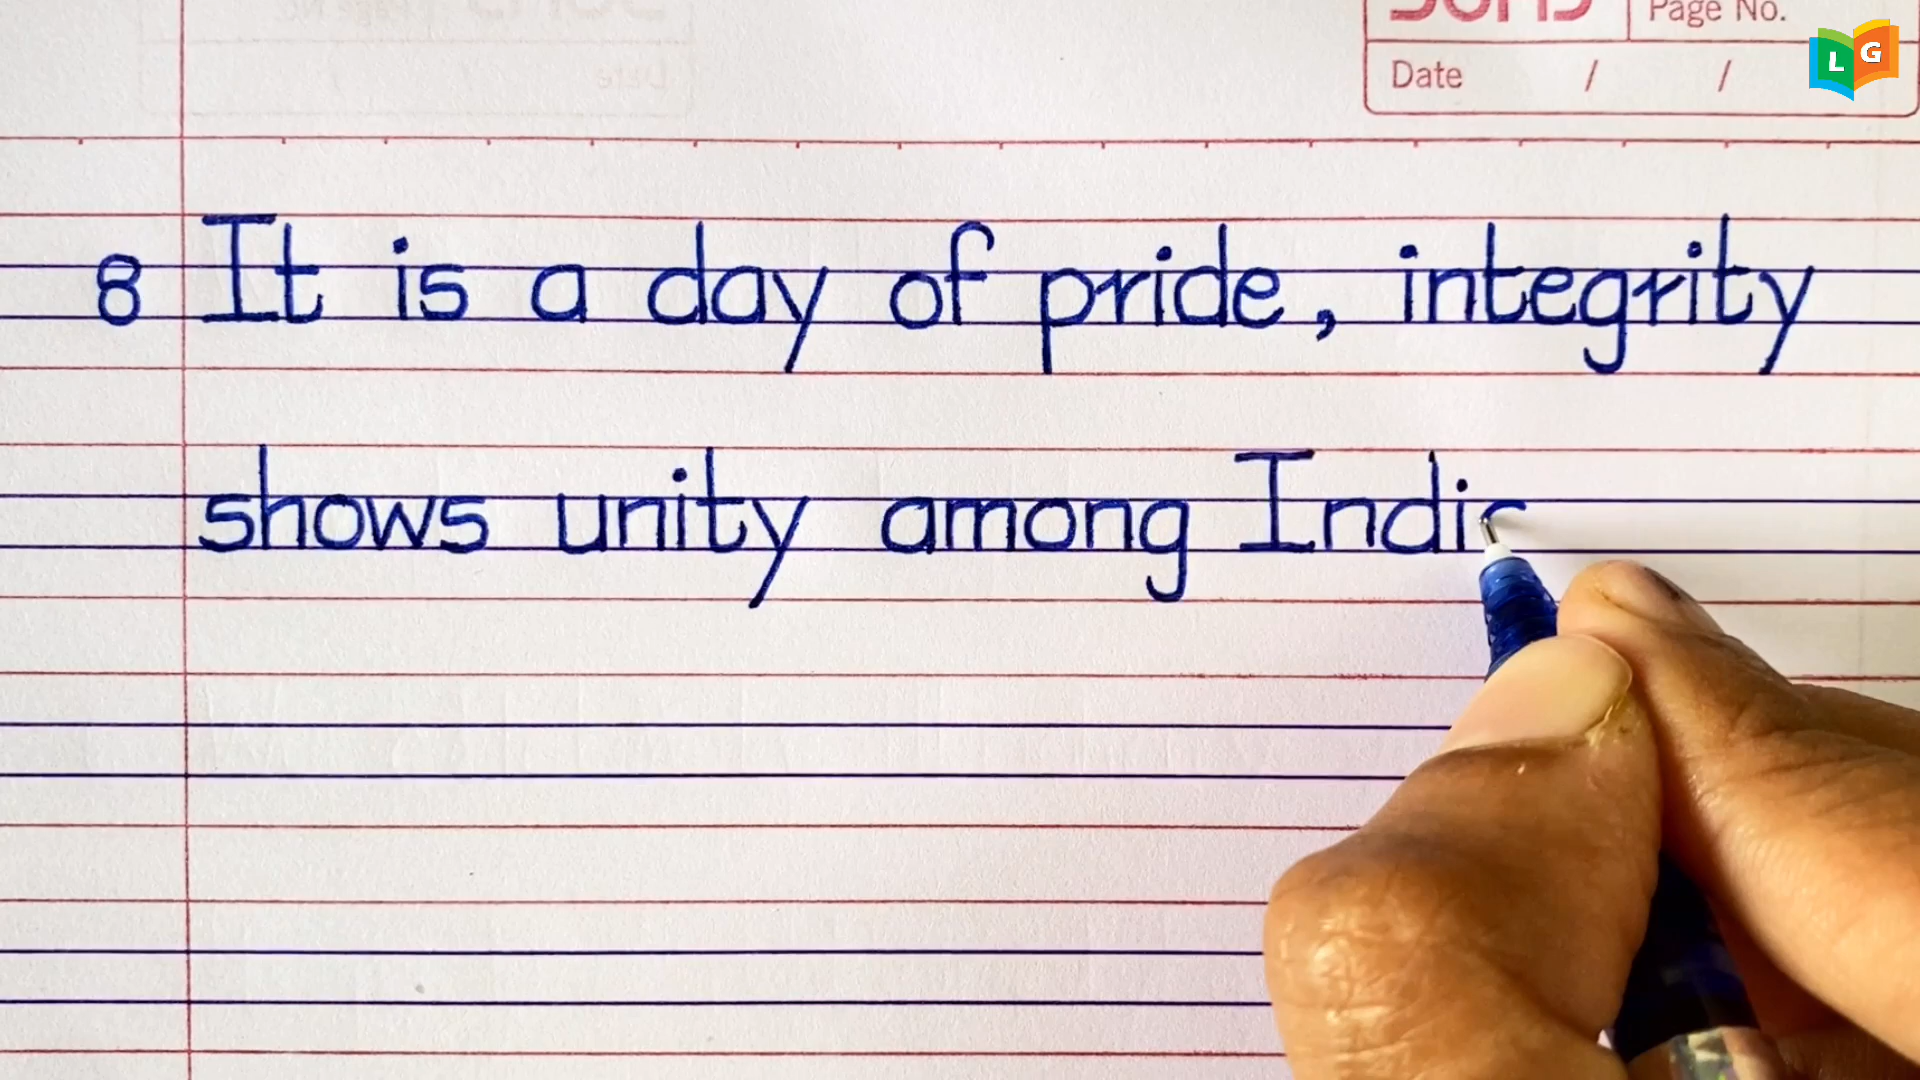 Page No.
Date / /
L G
8 It is a day of pride, integrity
shows unity among Indi